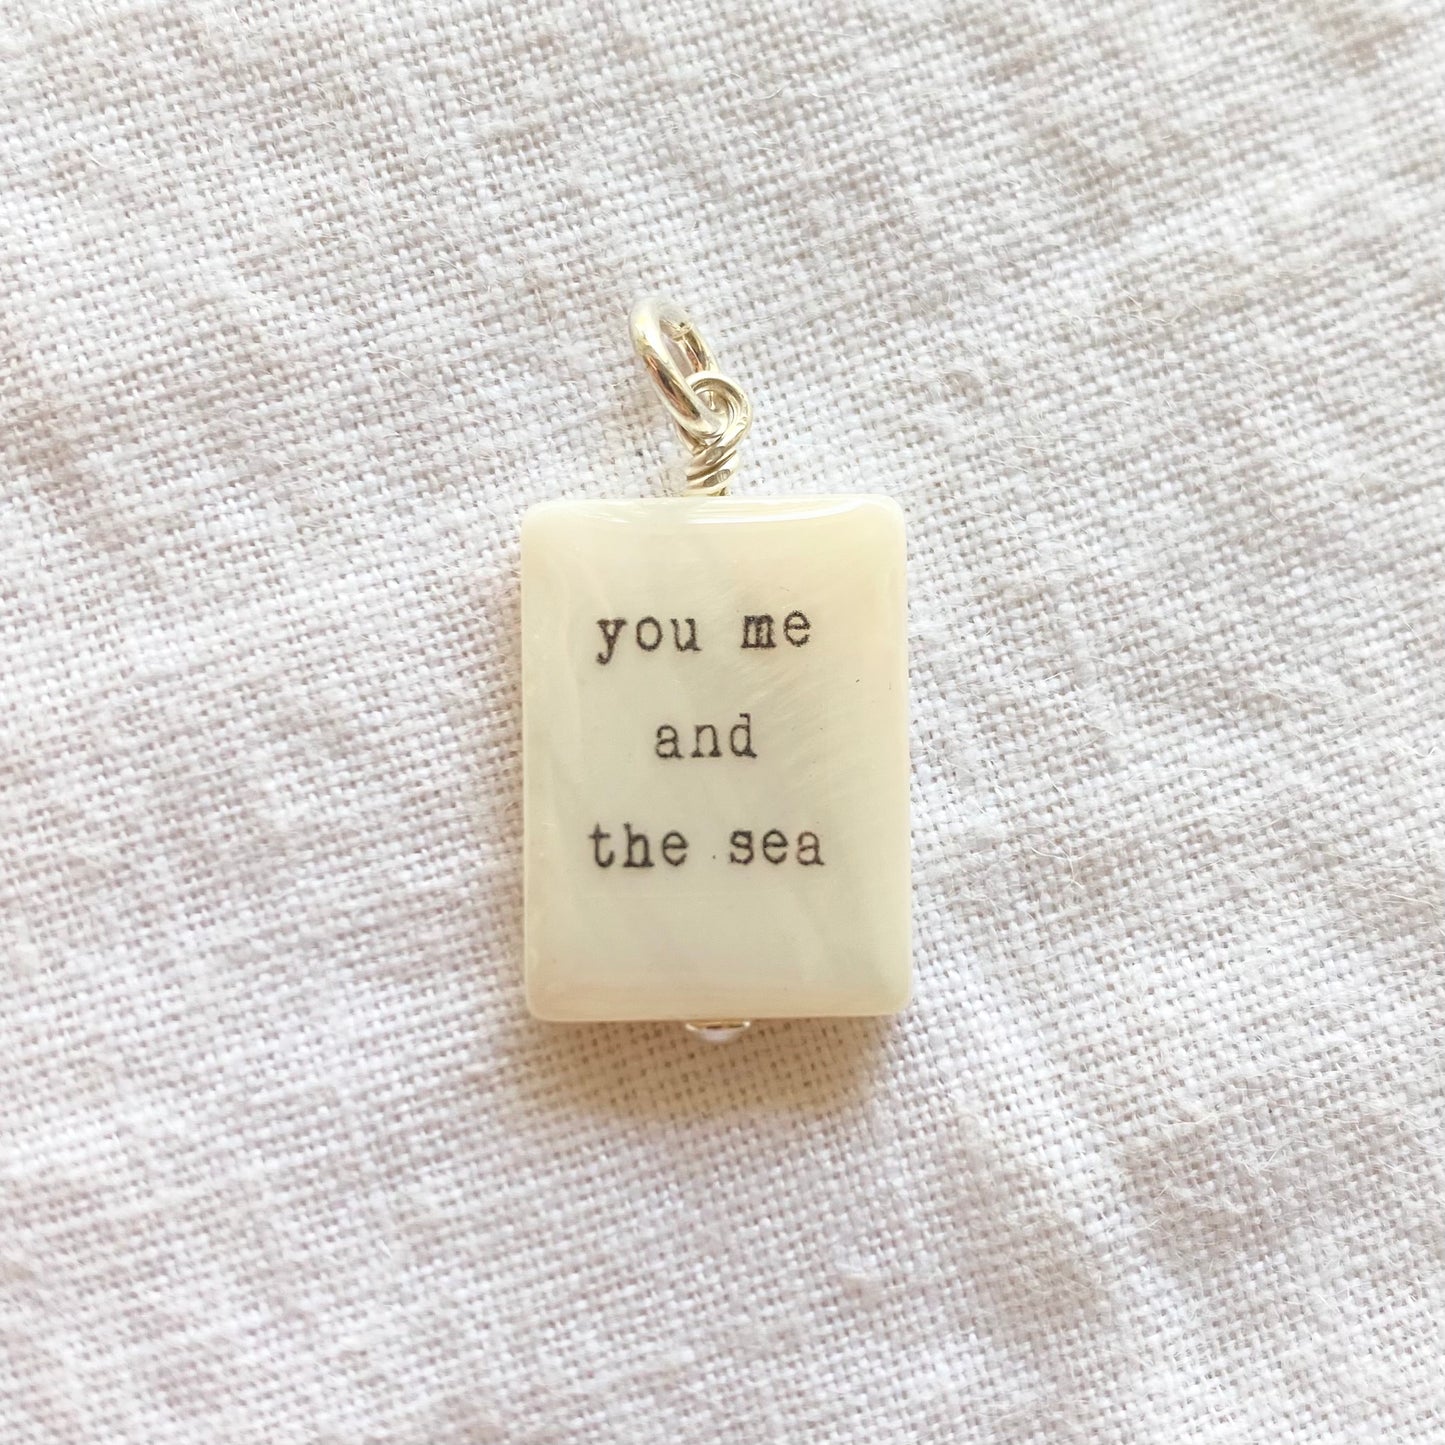 you me
and
the sea